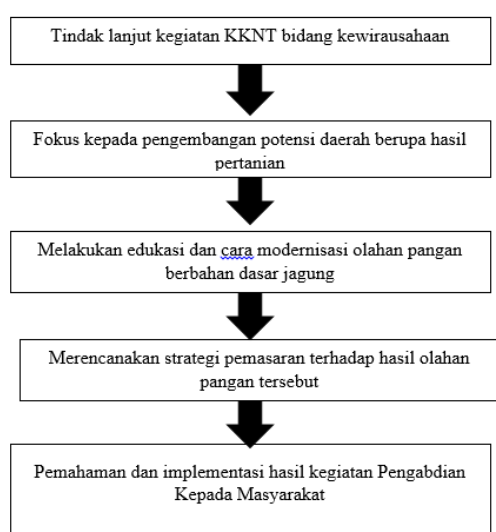 Tindak lanjut kegiatan KKNT bidang kewirausahaan
Fokus kepada pengembangan potensi daerah berupa hasil
pertanian
Melakukan edukasi dan cara modernisasi olahan pangan
berbahan dasar jagung
Merencanakan strategi pemasaran terhadap hasil olahan
pangan tersebut
Pemahaman dan implementasi hasil kegiatan Pengabdian
Kepada Masyarakat